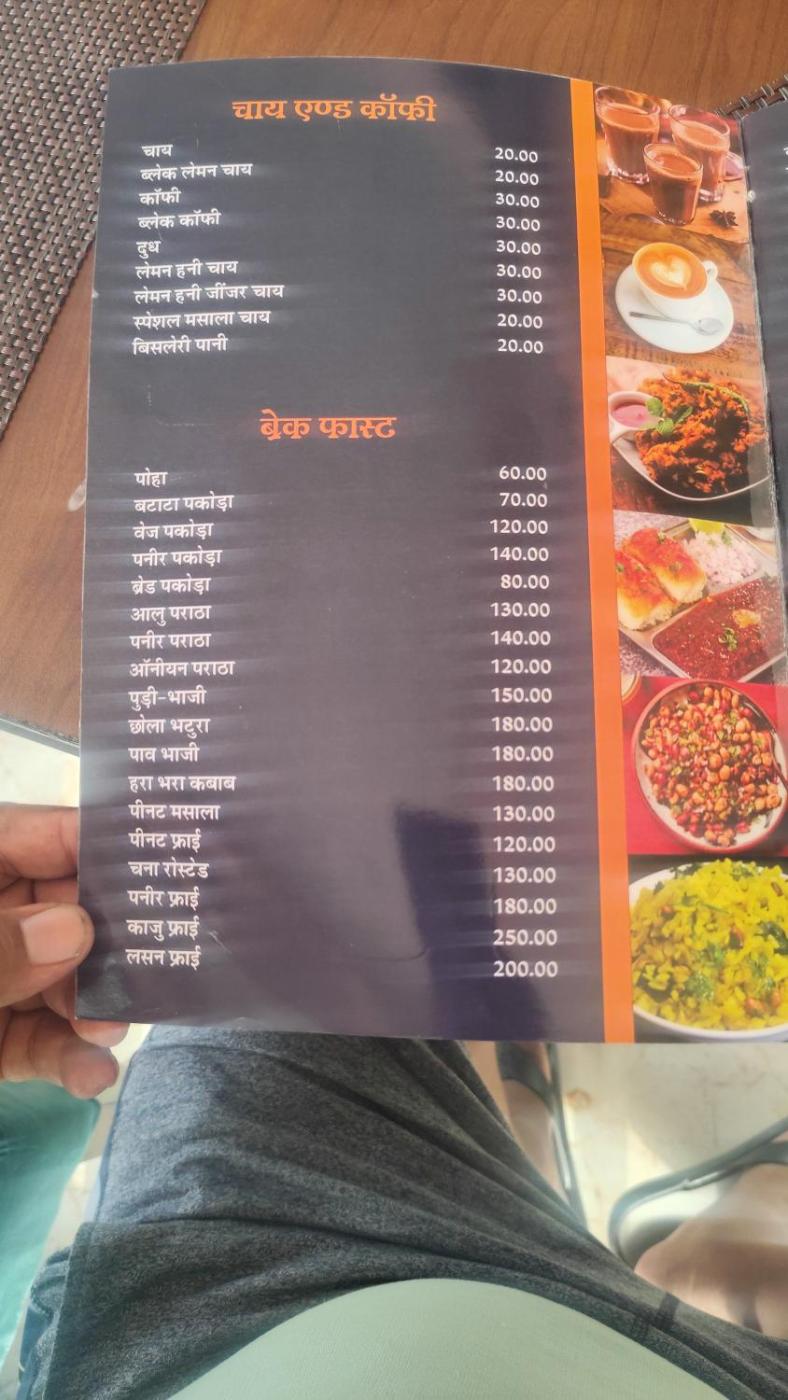 चाय एण्ड कॉफी
चाय 20.00
ब्लेक लेमन चाय 20.00
कॉफी 30.00
ब्लेक कॉफी 30.00
दुध 30.00
लेमन हनी चाय 30.00
लेमन हनी जींजर चाय 30.00
स्पेशल मसाला चाय 20.00
बिसलेरी पानी 20.00
ब्रेक फास्ट
पोहा 60.00
बटाटा पकोड़ा 70.00
वेज पकोड़ा 120.00
पनीर पकोड़ा 140.00
ब्रेड पकोड़ा 80.00
आलु पराठा 130.00
पनीर पराठा 140.00
ऑनीयन पराठा 120.00
पुड़ी-भाजी 150.00
छोला भटुरा 180.00
पाव भाजी 180.00
हरा भरा कबाब 180.00
पीनट मसाला 130.00
पीनट फ्राई 120.00
चना रोस्टेड 130.00
पनीर फ्राई 180.00
काजु फ्राई 250.00
लसन फ्राई 200.00